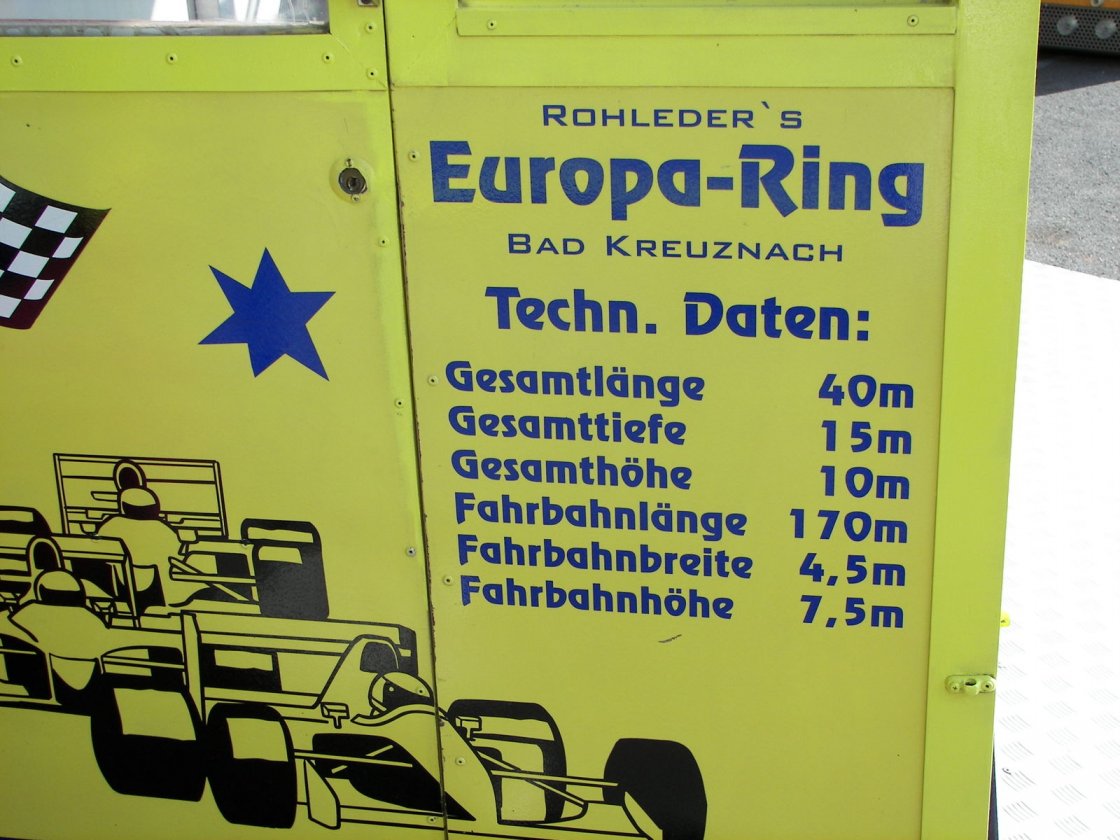 Rohleder`s
Europa-Ring
Bad Kreuznach
Techn. Daten:
Gesamtlänge 40m
Gesamttiefe 15m
Gesamthöhe 10m
Fahrbahnlänge 170m
Fahrbahnbreite 4,5m
Fahrbahnhöhe 7,5m